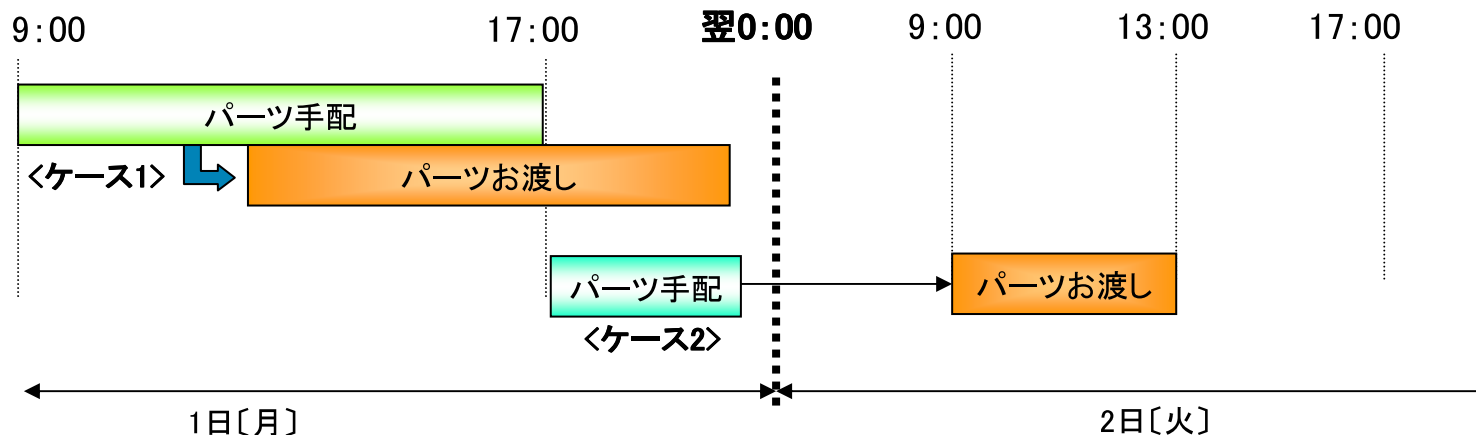 9:00 17:00 翌0:00 9:00 13:00 17:00
パーツ手配
<ケース1> パーツお渡し
パーツ手配 パーツお渡し
<ケース2>
1日〔月〕 2日〔火〕